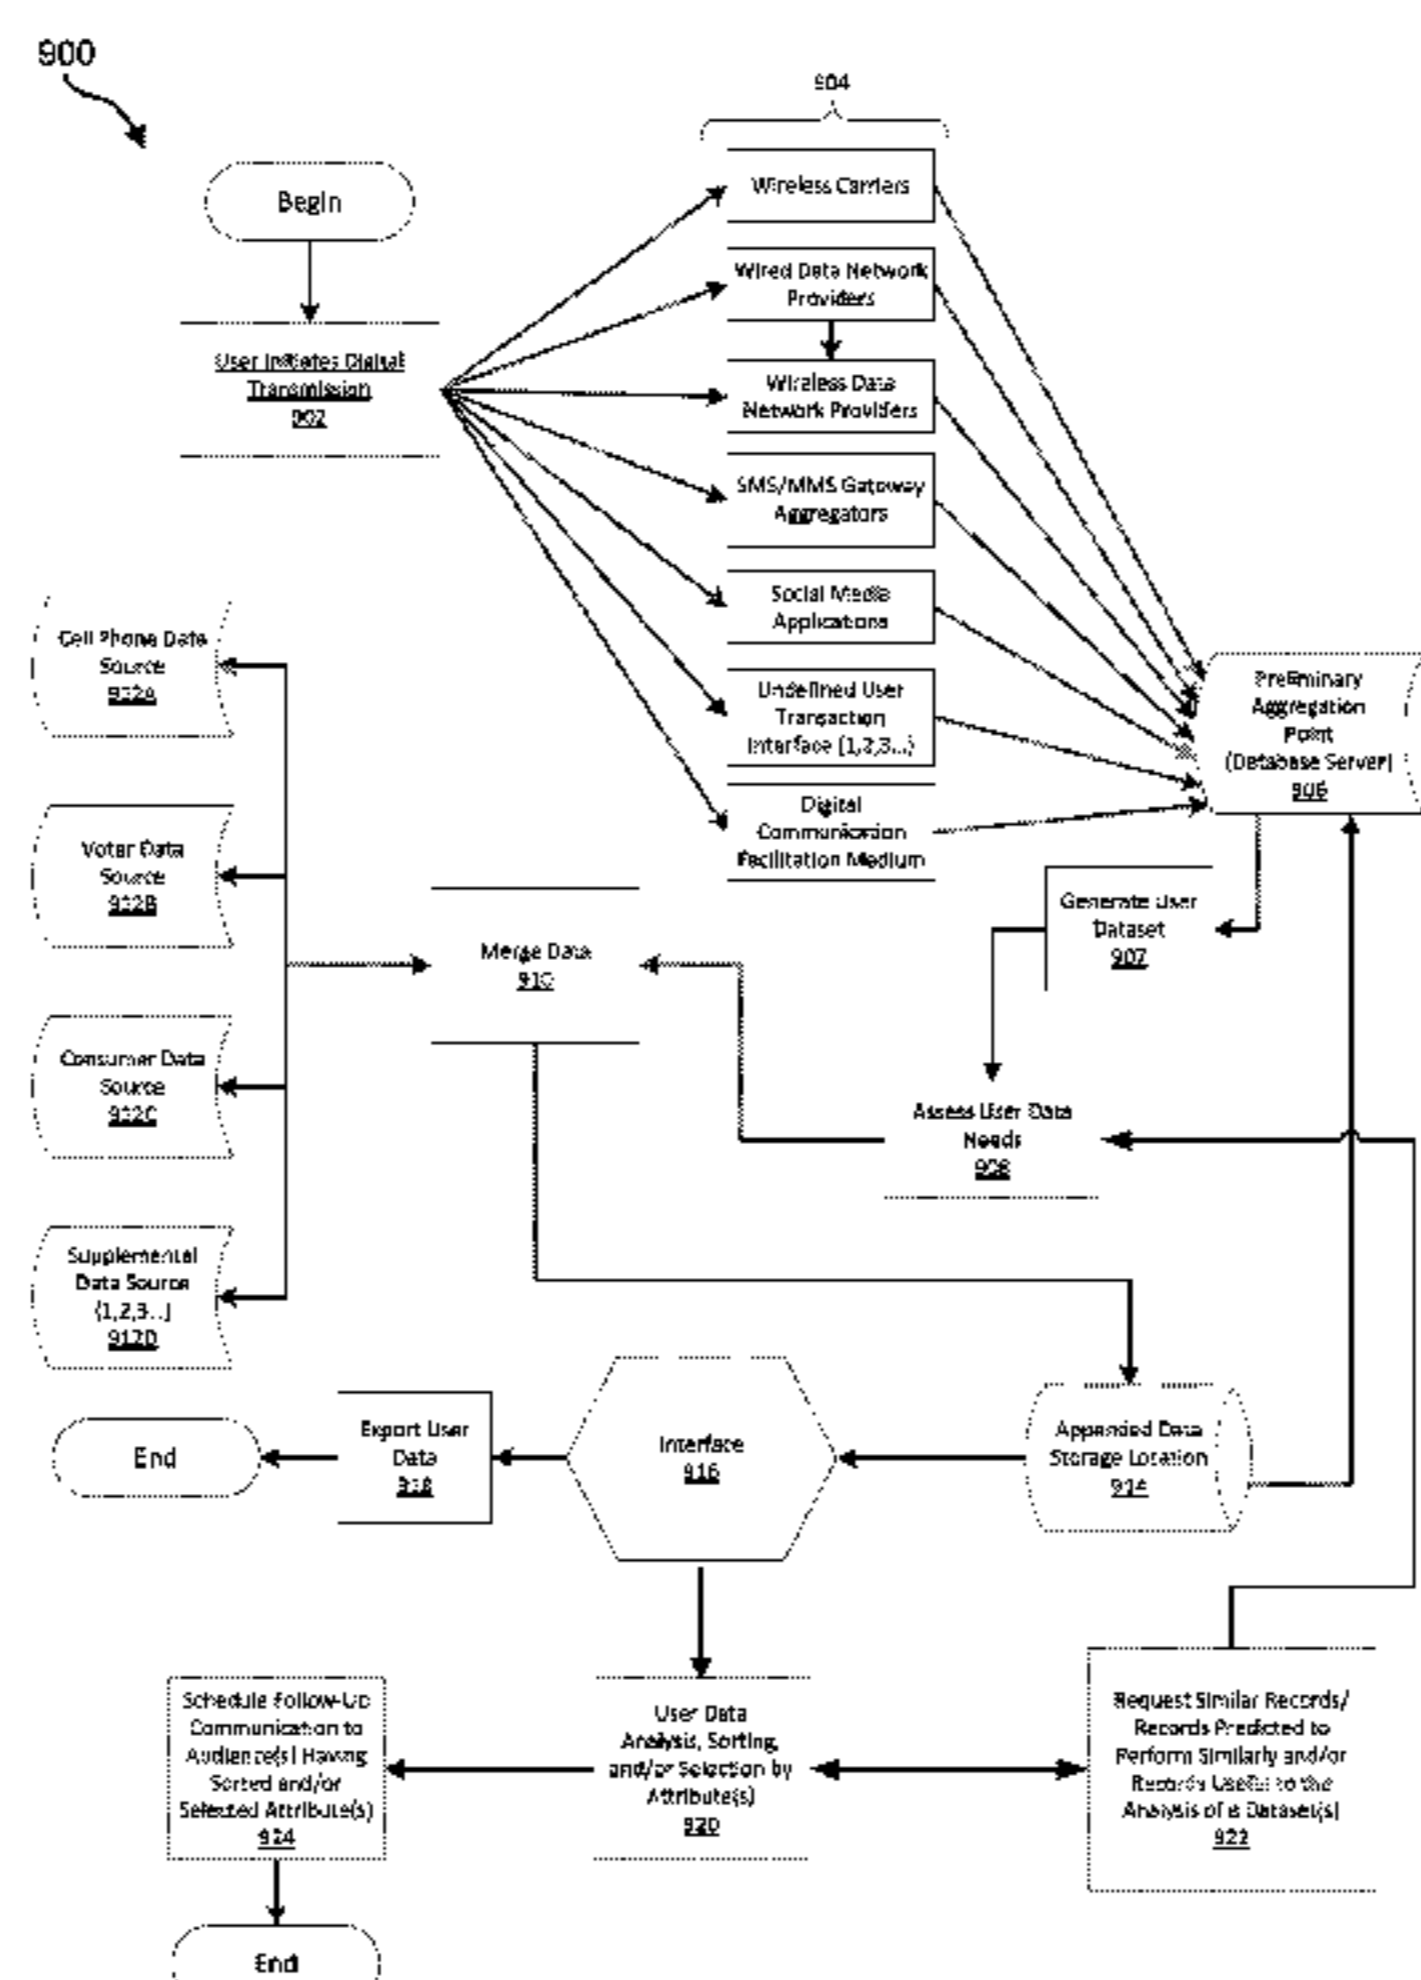 900
904
Begin
User Initiates Digital
Transmission
902
Wireless Carriers
Wired Data Network
Providers
Wireless Data
Network Providers
SMS/MMS Gateway
Aggregators
Social Media
Applications
Undefined User
Transaction
Interface (1,2,3...)
Digital
Communication
Facilitation Medium
Preliminary
Aggregation
Point
(Database Server)
906
Cell Phone Data
Source
912A
Voter Data
Source
912B
Consumer Data
Source
912C
Supplemental
Data Source
(1,2,3...)
912D
Merge Data
910
Generate User
Dataset
907
Assess User Data
Needs
908
End
Export User
Data
918
Interface
916
Appended Data
Storage Location
914
Schedule Follow-Up
Communication to
Audience(s) Having
Sorted and/or
Selected Attribute(s)
924
User Data
Analysis, Sorting,
and/or Selection by
Attribute(s)
920
Request Similar Records/
Records Predicted to
Perform Similarly and/or
Records Useful to the
Analysis of a Dataset(s)
922
End